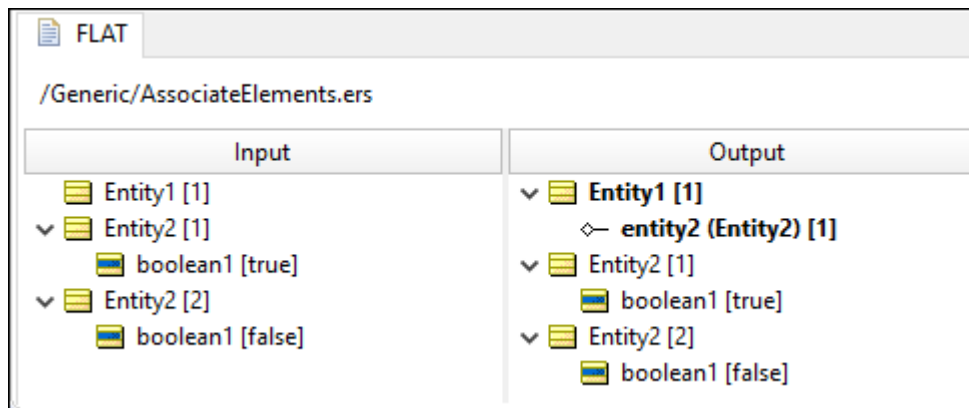 FLAT
/Generic/AssociateElements.ers
Input
Output
Entity1 [1]
Entity2 [1]
boolean1 [true]
Entity2 [2]
boolean1 [false]
Entity1 [1]
entity2 (Entity2) [1]
Entity2 [1]
boolean1 [true]
Entity2 [2]
boolean1 [false]